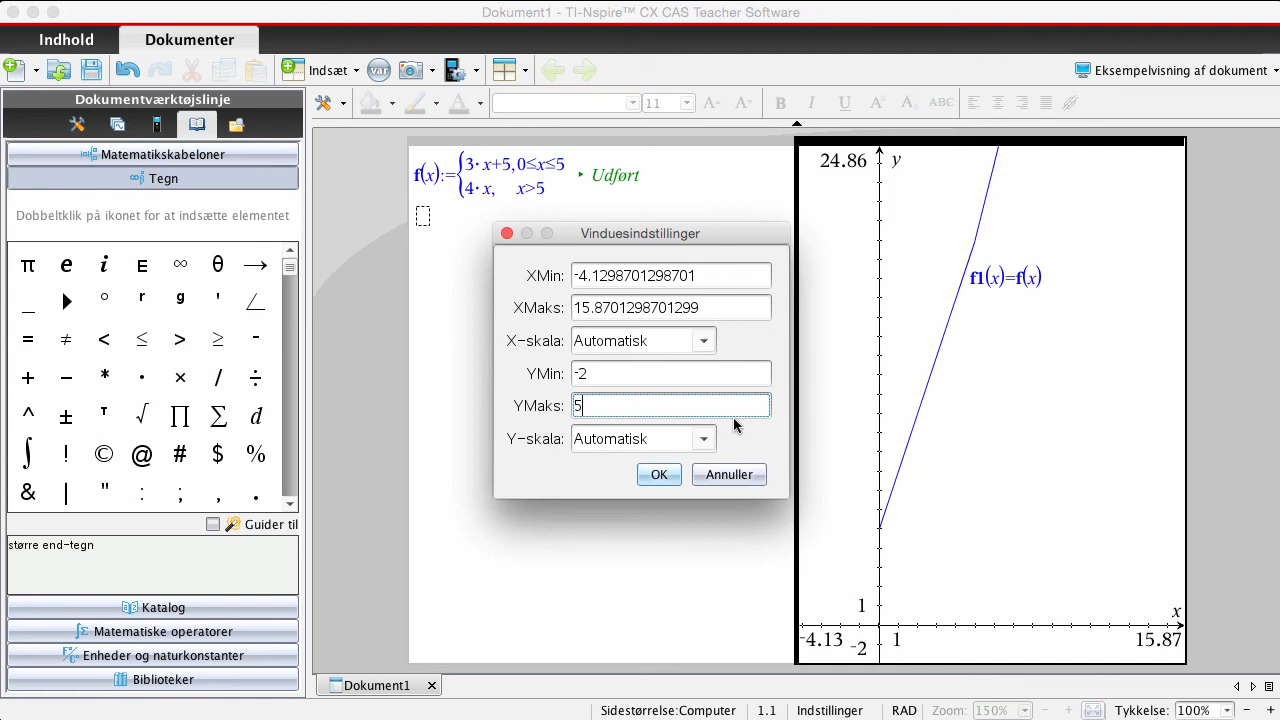 Dokument1 - TI-Nspire™ CX CAS Teacher Software
Indhold
Dokumenter
Indsæt
var
Eksempelvisning af dokument
Dokumentværktøjslinje
11
B I U A A ABC
Matematikskabeloner
Tegn
Dobbeltklik på ikonet for at indsætte elementet
π e i E ∞ θ →
_ ▶ ° r g ' ∠
= ≠ < ≤ > ≥ -
+ − * · × / ÷
^ ± ᵀ √ ∏ ∑ d
∫ ! © @ # $ %
& | " : ; , .
Guider til
større end-tegn
Katalog
Matematiske operatorer
Enheder og naturkonstanter
Biblioteker
f(x):={3·x+5, 0≤x≤5
4·x, x>5
▸ Udført
Vinduesindstillinger
XMin: -4.1298701298701
XMaks: 15.8701298701299
X-skala: Automatisk
YMin: -2
YMaks: 5
Y-skala: Automatisk
OK Annuller
24.86 y
f1(x)=f(x)
1
x
-4.13 -2 1 15.87
Dokument1
Sidestørrelse:Computer 1.1 Indstillinger RAD Zoom: 150% Tykkelse: 100%